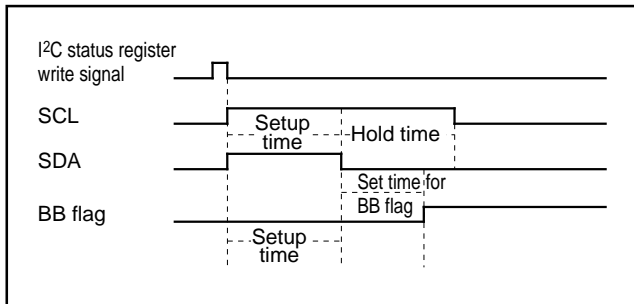 I²C status register
write signal
SCL
Setup
time
Hold time
SDA
Set time for
BB flag
BB flag
Setup
time